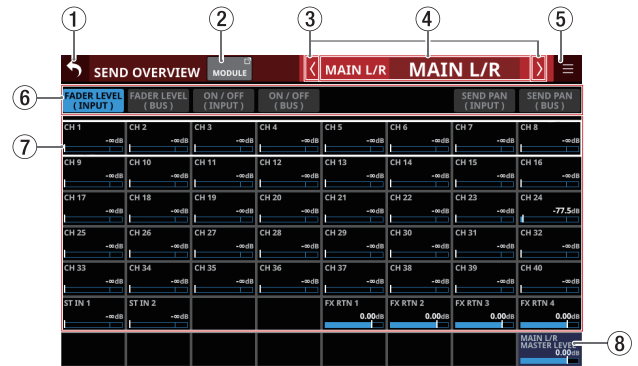 1 2 3 4 5
SEND OVERVIEW MODULE MAIN L/R MAIN L/R
6
FADER LEVEL FADER LEVEL ON / OFF ON / OFF SEND PAN SEND PAN
( INPUT ) ( BUS ) ( INPUT ) ( BUS ) ( INPUT ) ( BUS )
7
CH 1 CH 2 CH 3 CH 4 CH 5 CH 6 CH 7 CH 8
-∞dB -∞dB -∞dB -∞dB -∞dB -∞dB -∞dB -∞dB
CH 9 CH 10 CH 11 CH 12 CH 13 CH 14 CH 15 CH 16
-∞dB -∞dB -∞dB -∞dB -∞dB -∞dB -∞dB -∞dB
CH 17 CH 18 CH 19 CH 20 CH 21 CH 22 CH 23 CH 24
-∞dB -∞dB -∞dB -∞dB -∞dB -∞dB -∞dB -77.5dB
CH 25 CH 26 CH 27 CH 28 CH 29 CH 30 CH 31 CH 32
-∞dB -∞dB -∞dB -∞dB -∞dB -∞dB -∞dB -∞dB
CH 33 CH 34 CH 35 CH 36 CH 37 CH 38 CH 39 CH 40
-∞dB -∞dB -∞dB -∞dB -∞dB -∞dB -∞dB -∞dB
ST IN 1 ST IN 2 FX RTN 1 FX RTN 2 FX RTN 3 FX RTN 4
-∞dB -∞dB 0.00dB 0.00dB 0.00dB 0.00dB
MAIN L/R
MASTER LEVEL
0.00dB
8